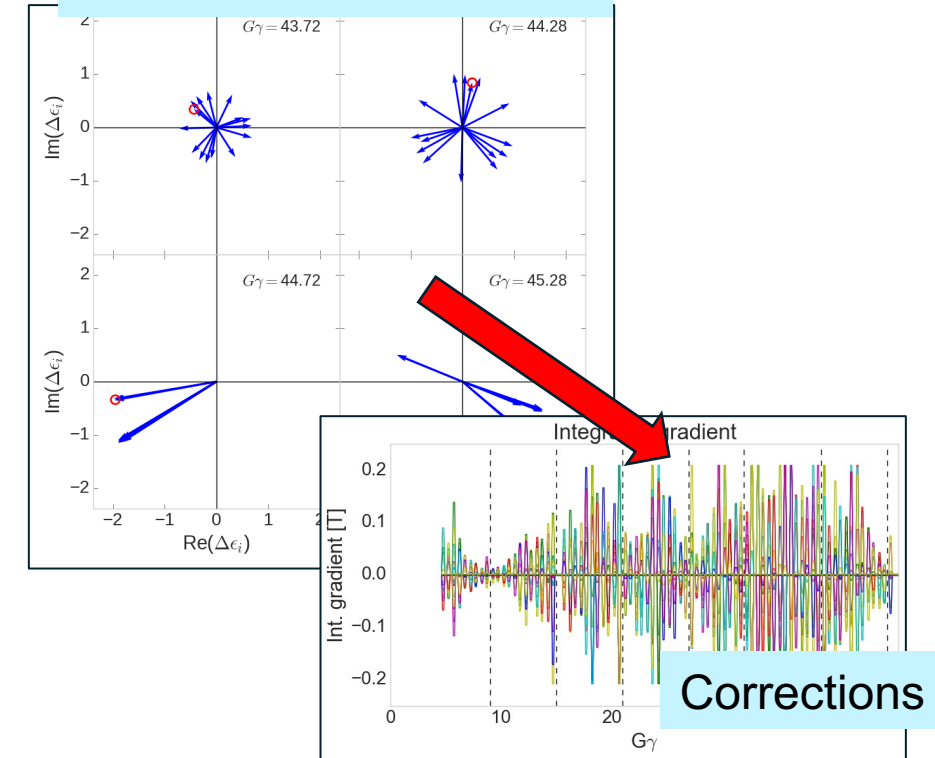 2
Gγ = 43.72
Gγ = 44.28
1
0
−1
−2
Im(Δϵᵢ)
2
Gγ = 44.72
Gγ = 45.28
1
0
−1
−2
Im(Δϵᵢ)
−2 −1 0 1
Re(Δϵᵢ)
gradient
0.2
0.1
0.0
−0.1
−0.2
Int. gradient [T]
0 10 20
Gγ
Corrections